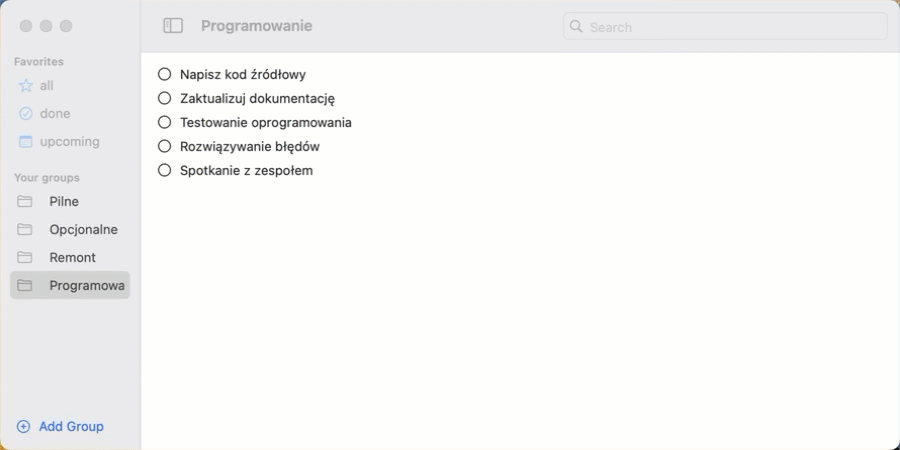 Programowanie
Search
Favorites
all
done
upcoming
Your groups
Pilne
Opcjonalne
Remont
Programowa
Add Group
Napisz kod źródłowy
Zaktualizuj dokumentację
Testowanie oprogramowania
Rozwiązywanie błędów
Spotkanie z zespołem